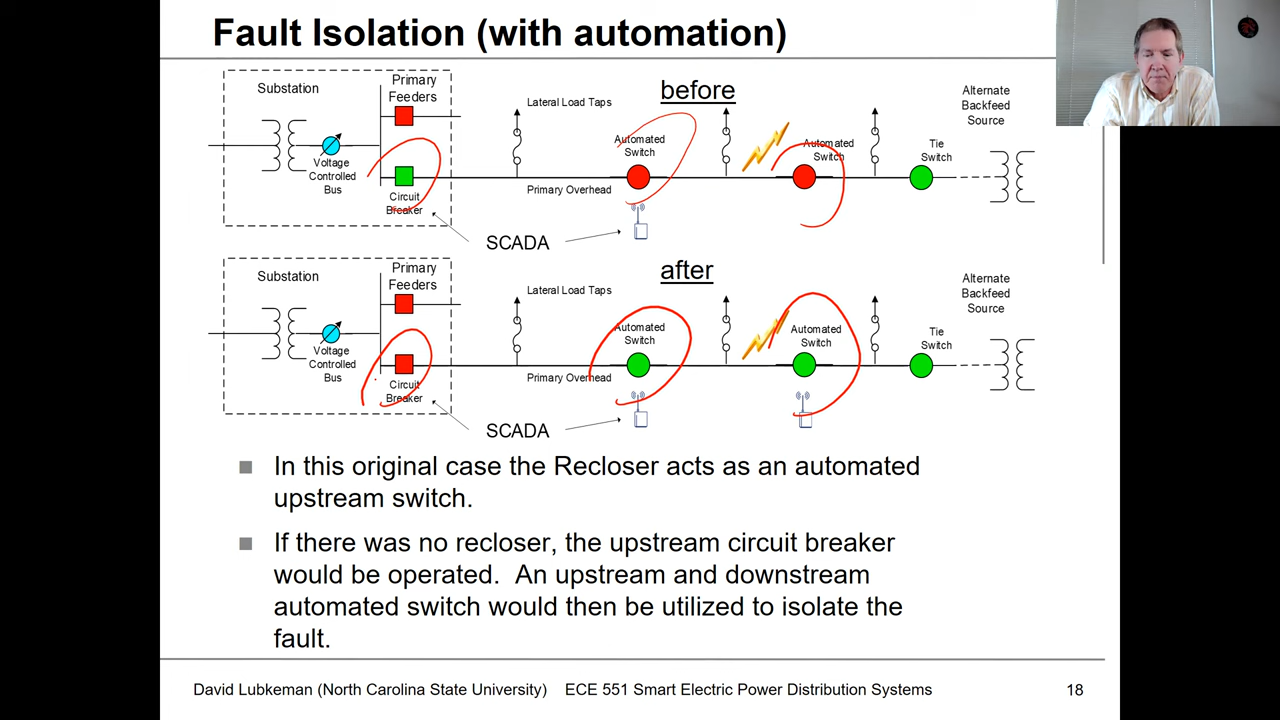 Fault Isolation (with automation)
Substation
Primary
Feeders
Voltage
Controlled
Bus
Circuit
Breaker
Lateral Load Taps
before
Automated
Switch
Primary Overhead
Automated
Switch
Tie
Switch
Alternate
Backfeed
Source
SCADA
after
Substation
Primary
Feeders
Voltage
Controlled
Bus
Circuit
Breaker
Lateral Load Taps
Automated
Switch
Primary Overhead
Automated
Switch
Tie
Switch
Alternate
Backfeed
Source
SCADA
In this original case the Recloser acts as an automated
upstream switch.
If there was no recloser, the upstream circuit breaker
would be operated. An upstream and downstream
automated switch would then be utilized to isolate the
fault.
David Lubkeman (North Carolina State University) ECE 551 Smart Electric Power Distribution Systems 18